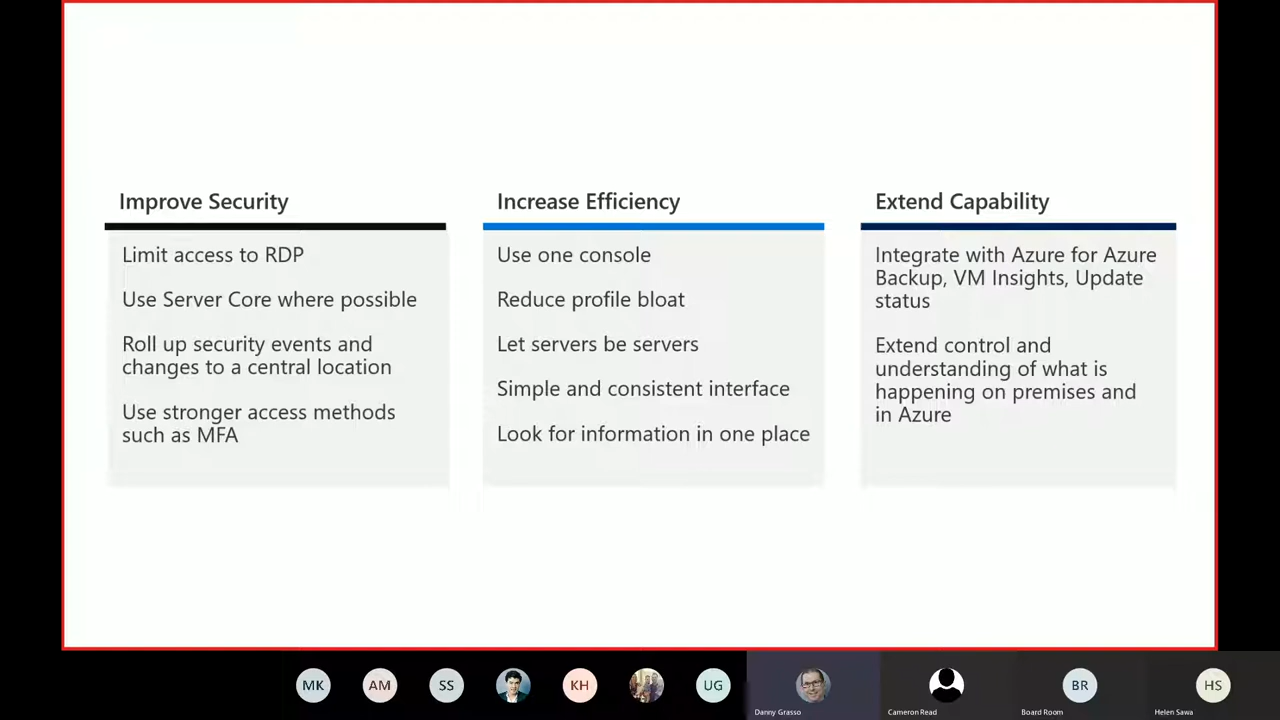 Improve Security
Limit access to RDP
Use Server Core where possible
Roll up security events and
changes to a central location
Use stronger access methods
such as MFA
Increase Efficiency
Use one console
Reduce profile bloat
Let servers be servers
Simple and consistent interface
Look for information in one place
Extend Capability
Integrate with Azure for Azure
Backup, VM Insights, Update
status
Extend control and
understanding of what is
happening on premises and
in Azure
MK
AM
SS
KH
UG
Danny Grasso
Cameron Read
BR
Board Room
HS
Helen Sawa